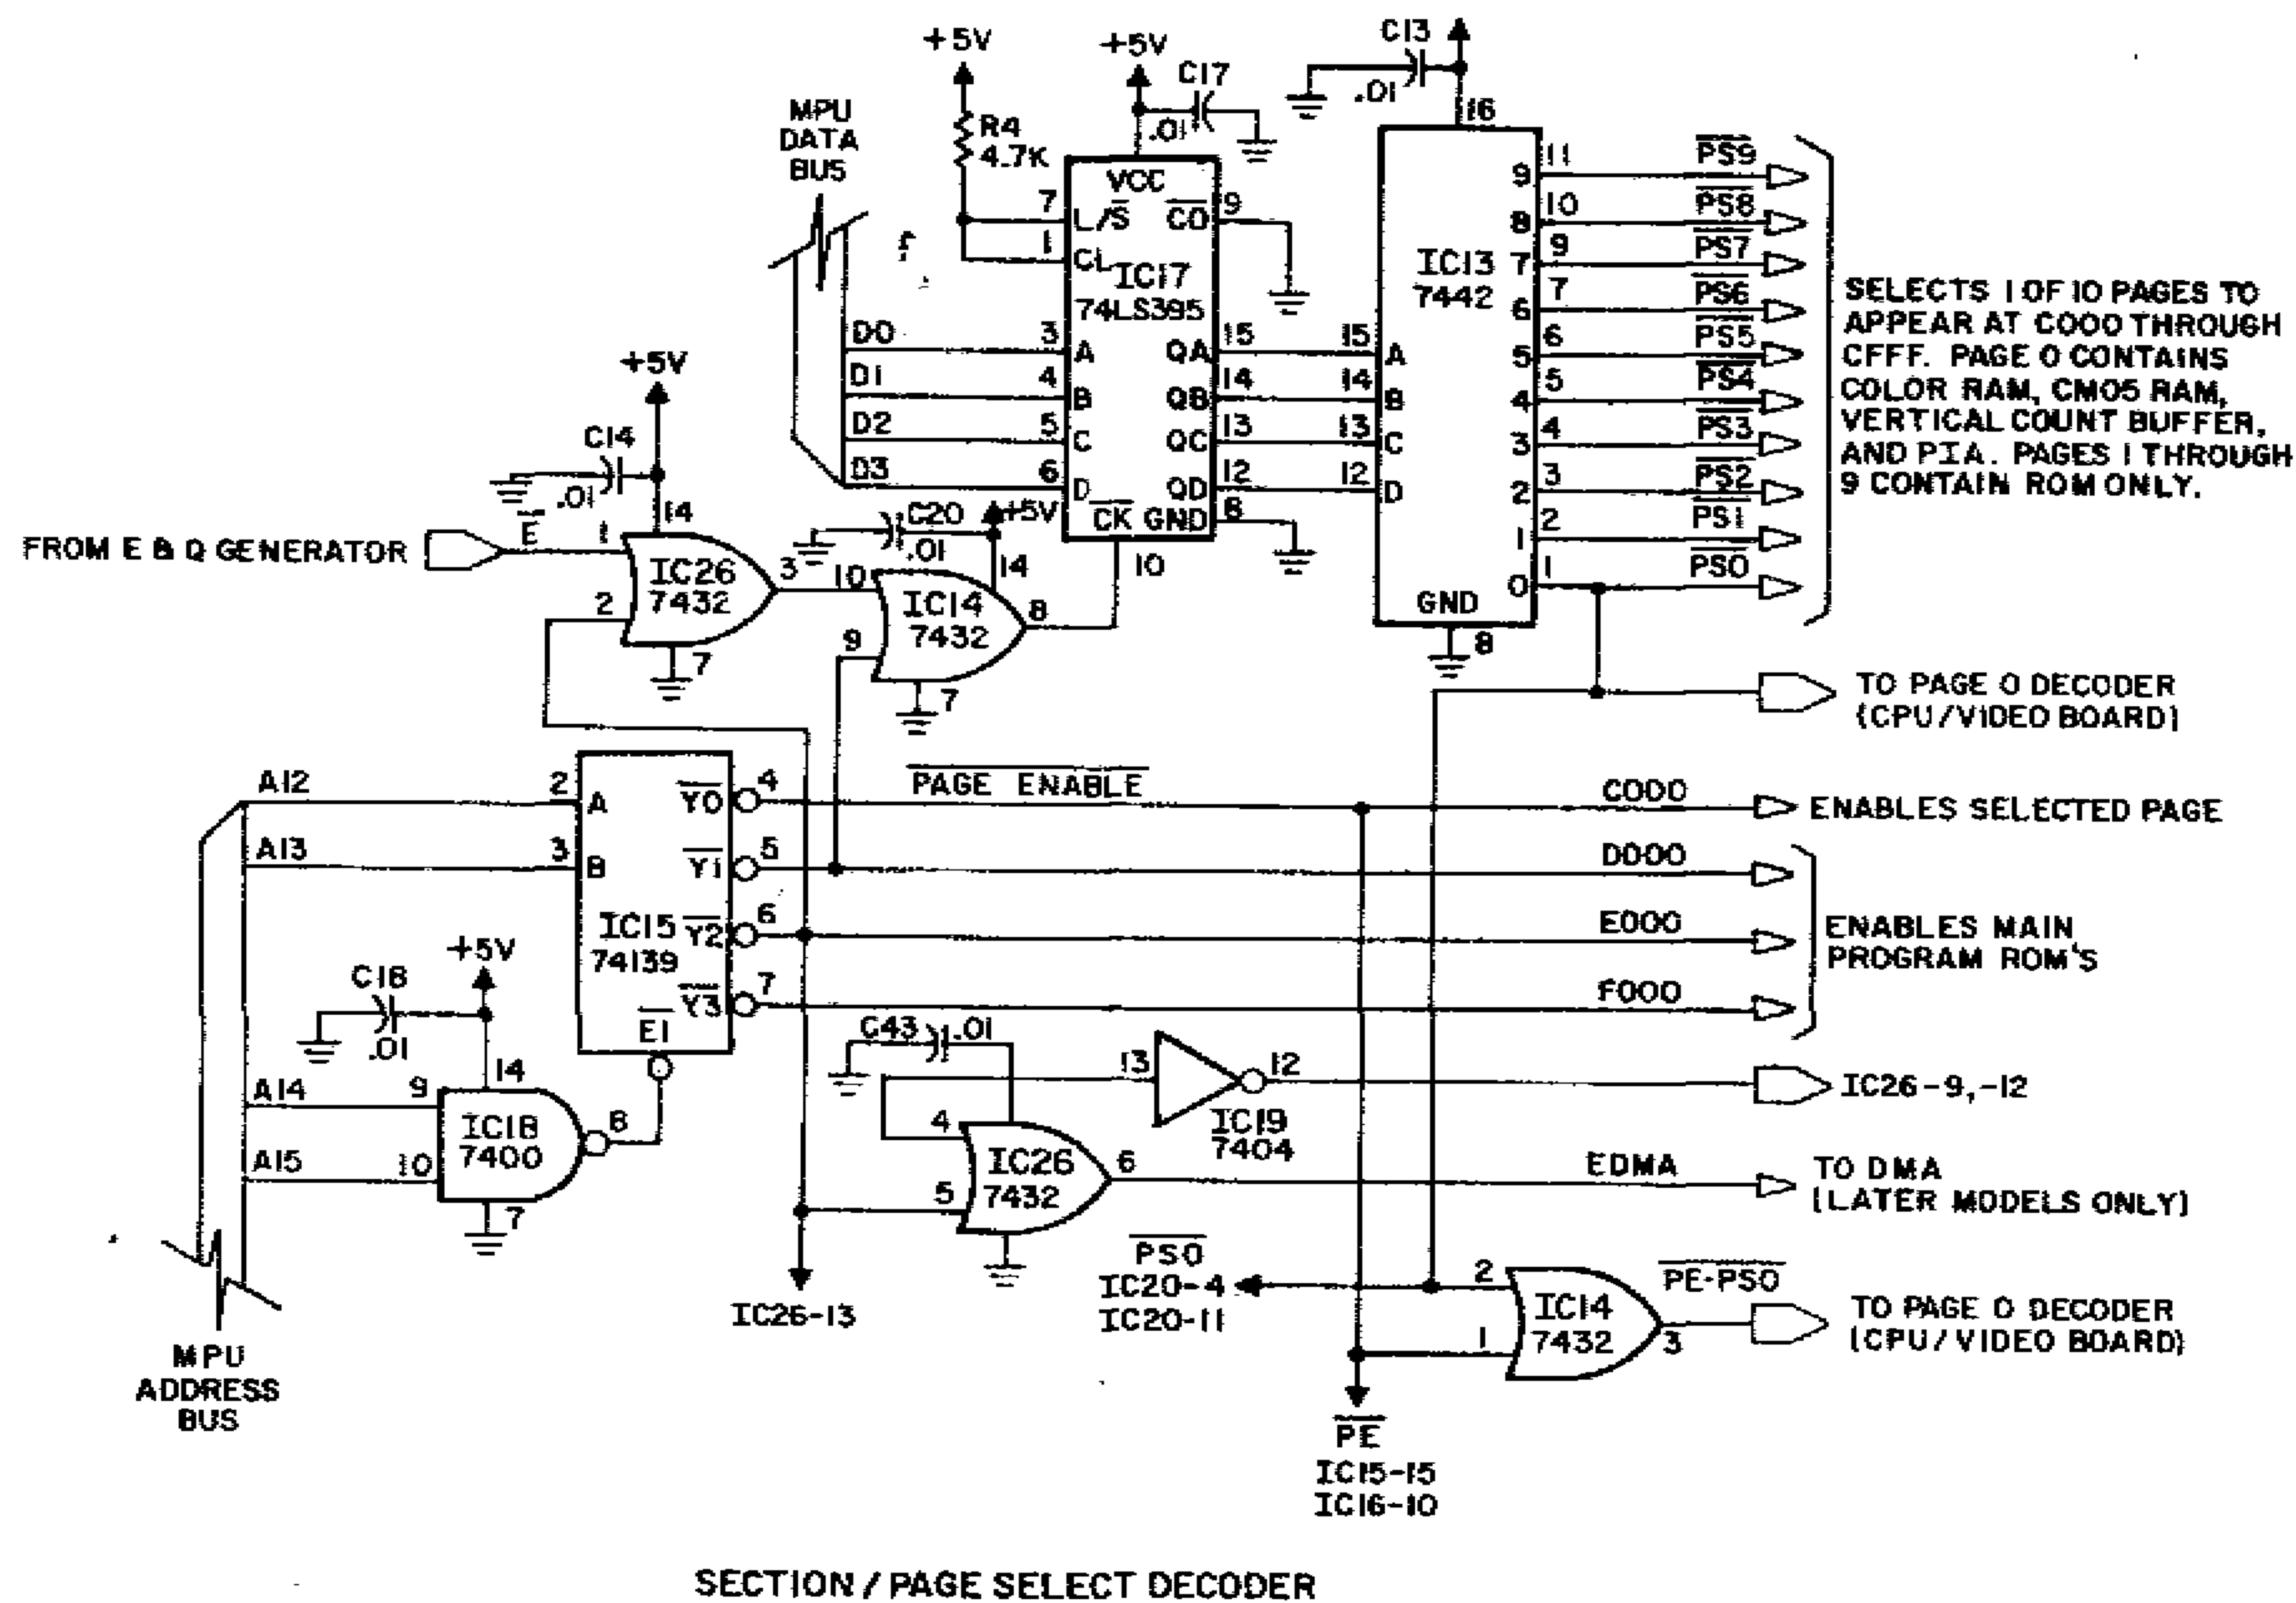 +5V
+5V
C13
.01
16
C17
.01
MPU
DATA
BUS
R4
4.7K
VCC
7
L/S
CO
9
1
CL
IC17
74LS395
D0
3
A
QA
15
15
A
D1
4
B
QB
14
14
B
D2
5
C
QC
13
13
C
D3
6
D
QD
12
12
D
CK
GND
8
10
IC13
7442
9
11
PS9
8
10
PS8
7
9
PS7
6
7
PS6
5
6
PS5
4
5
PS4
3
4
PS3
2
3
PS2
1
2
PS1
0
1
PS0
GND
8
SELECTS 1 OF 10 PAGES TO
APPEAR AT C000 THROUGH
CFFF. PAGE 0 CONTAINS
COLOR RAM, CMOS RAM,
VERTICAL COUNT BUFFER,
AND PIA. PAGES 1 THROUGH
9 CONTAIN ROM ONLY.
+5V
C14
.01
14
FROM E & Q GENERATOR
E
1
2
IC26
7432
3
7
C20
.01
+5V
14
10
9
IC14
7432
8
7
TO PAGE 0 DECODER
(CPU/VIDEO BOARD)
A12
2
A
Y0
4
PAGE ENABLE
C000
ENABLES SELECTED PAGE
A13
3
B
Y1
5
D000
IC15
74139
Y2
6
E000
ENABLES MAIN
PROGRAM ROM'S
Y3
7
F000
E1
+5V
C18
.01
14
A14
9
A15
10
IC18
7400
8
7
C43
.01
13
12
IC19
7404
IC26-9,-12
4
5
IC26
7432
6
EDMA
TO DMA
(LATER MODELS ONLY)
IC26-13
PS0
IC20-4
IC20-11
2
1
IC14
7432
3
PE-PS0
TO PAGE 0 DECODER
(CPU/VIDEO BOARD)
PE
IC15-15
IC16-10
MPU
ADDRESS
BUS
SECTION / PAGE SELECT DECODER